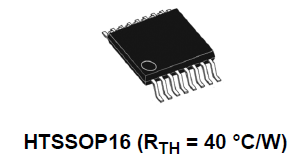 HTSSOP16 (RTH = 40 °C/W)